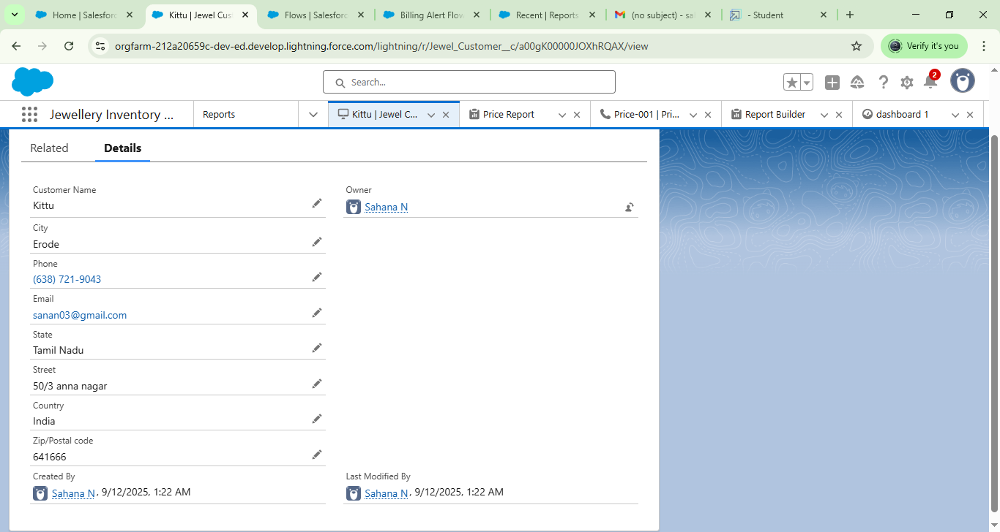 Home | Salesforc
Kittu | Jewel Cus
Flows | Salesforc
Billing Alert Flow
Recent | Reports
(no subject) - sa
- Student
orgfarm-212a20659c-dev-ed.develop.lightning.force.com/lightning/r/Jewel_Customer__c/a00gK00000JOXhRQAX/view
Verify it's you
Search...
2
Jewellery Inventory ...
Reports
Kittu | Jewel C...
Price Report
Price-001 | Pri...
Report Builder
dashboard 1
Related
Details
Customer Name
Kittu
Owner
Sahana N
City
Erode
Phone
(638) 721-9043
Email
sanan03@gmail.com
State
Tamil Nadu
Street
50/3 anna nagar
Country
India
Zip/Postal code
641666
Created By
Sahana N, 9/12/2025, 1:22 AM
Last Modified By
Sahana N, 9/12/2025, 1:22 AM